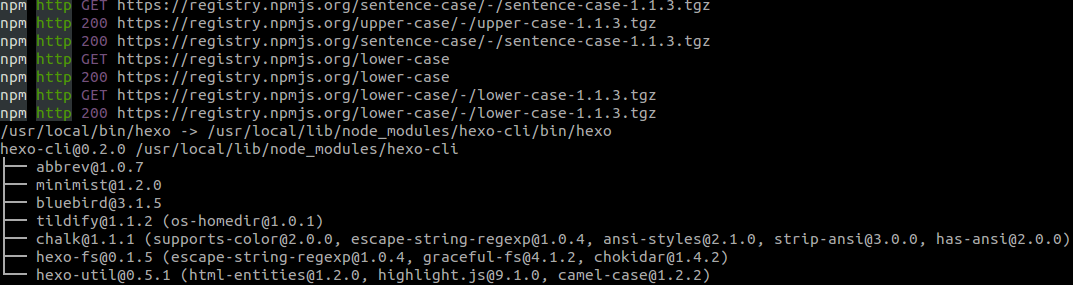 npm http GET https://registry.npmjs.org/sentence-case/-/sentence-case-1.1.3.tgz
npm http 200 https://registry.npmjs.org/upper-case/-/upper-case-1.1.3.tgz
npm http 200 https://registry.npmjs.org/sentence-case/-/sentence-case-1.1.3.tgz
npm http GET https://registry.npmjs.org/lower-case
npm http 200 https://registry.npmjs.org/lower-case
npm http GET https://registry.npmjs.org/lower-case/-/lower-case-1.1.3.tgz
npm http 200 https://registry.npmjs.org/lower-case/-/lower-case-1.1.3.tgz
/usr/local/bin/hexo -> /usr/local/lib/node_modules/hexo-cli/bin/hexo
hexo-cli@0.2.0 /usr/local/lib/node_modules/hexo-cli
├── abbrev@1.0.7
├── minimist@1.2.0
├── bluebird@3.1.5
├── tildify@1.1.2 (os-homedir@1.0.1)
├── chalk@1.1.1 (supports-color@2.0.0, escape-string-regexp@1.0.4, ansi-styles@2.1.0, strip-ansi@3.0.0, has-ansi@2.0.0)
├── hexo-fs@0.1.5 (escape-string-regexp@1.0.4, graceful-fs@4.1.2, chokidar@1.4.2)
└── hexo-util@0.5.1 (html-entities@1.2.0, highlight.js@9.1.0, camel-case@1.2.2)